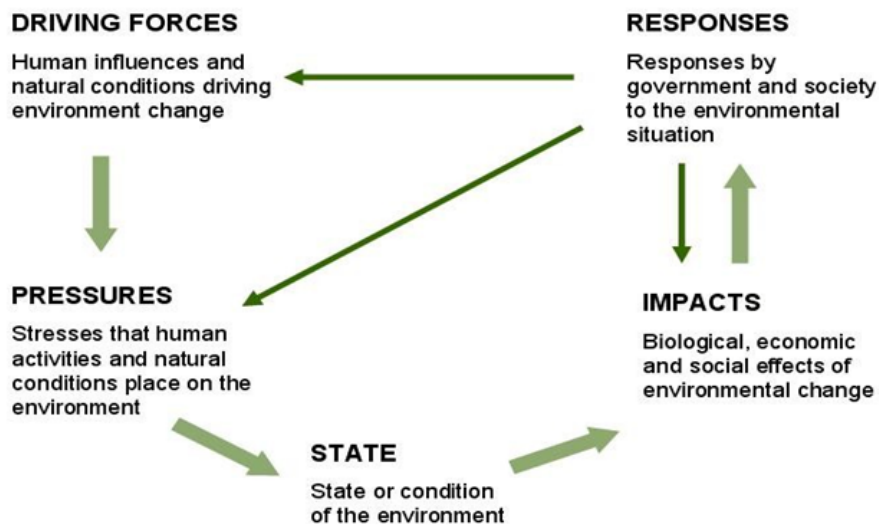 DRIVING FORCES
Human influences and
natural conditions driving
environment change
RESPONSES
Responses by
government and society
to the environmental
situation
PRESSURES
Stresses that human
activities and natural
conditions place on the
environment
IMPACTS
Biological, economic
and social effects of
environmental change
STATE
State or condition
of the environment